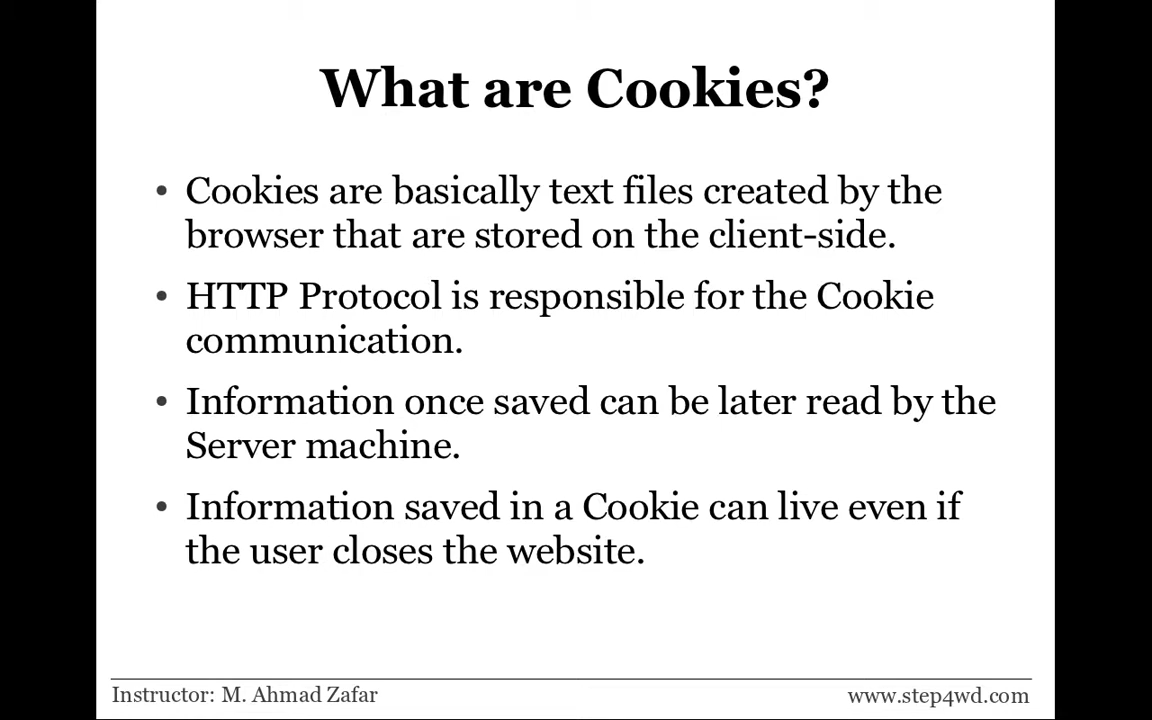 What are Cookies?
• Cookies are basically text files created by the
browser that are stored on the client-side.
• HTTP Protocol is responsible for the Cookie
communication.
• Information once saved can be later read by the
Server machine.
• Information saved in a Cookie can live even if
the user closes the website.
Instructor: M. Ahmad Zafar
www.step4wd.com